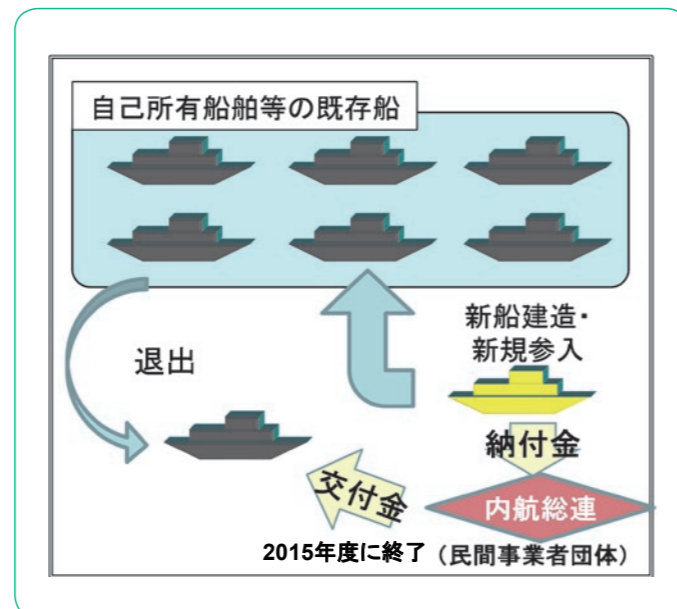 自己所有船舶等の既存船
新船建造・
新規参入
退出
納付金
交付金
内航総連
2015年度に終了
（民間事業者団体）